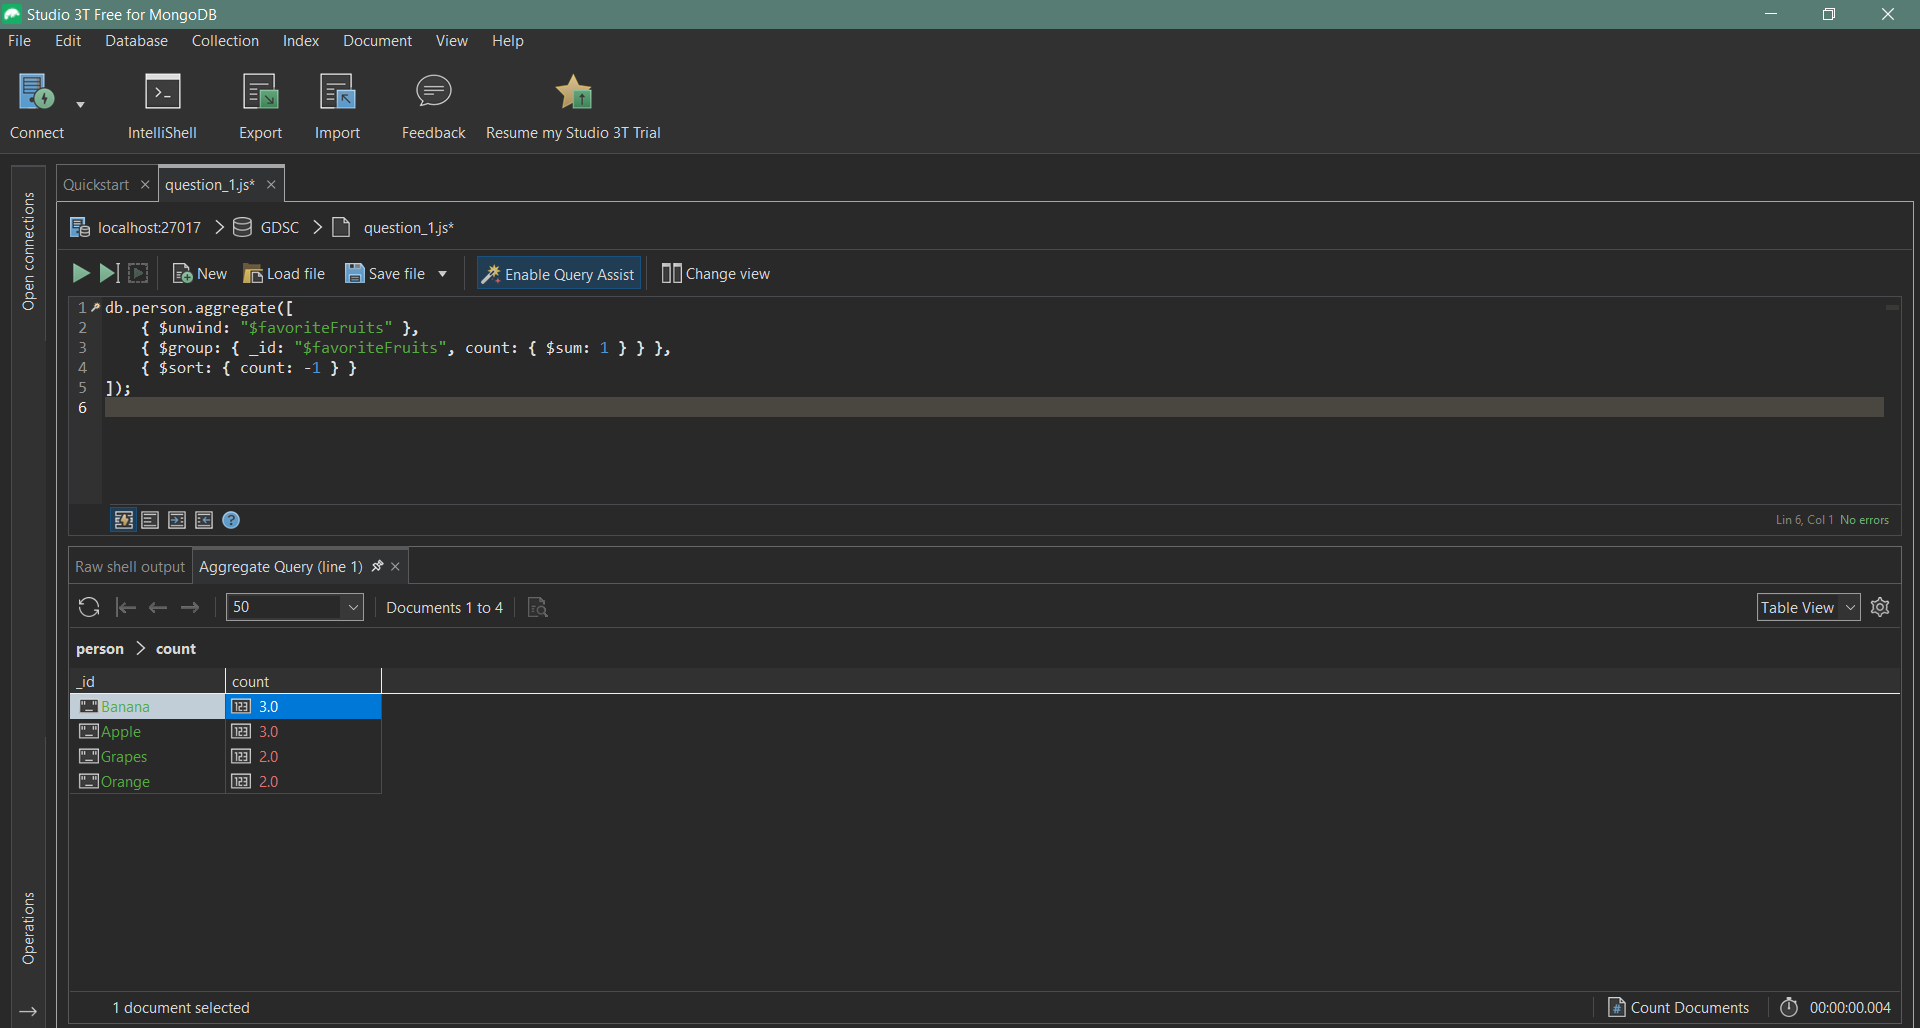 Studio 3T Free for MongoDB
File Edit Database Collection Index Document View Help
Connect IntelliShell Export Import Feedback Resume my Studio 3T Trial
Open connections
Quickstart question_1.js*
localhost:27017 GDSC question_1.js*
New Load file Save file Enable Query Assist Change view
1 db.person.aggregate([
2 { $unwind: "$favoriteFruits" },
3 { $group: { _id: "$favoriteFruits", count: { $sum: 1 } } },
4 { $sort: { count: -1 } }
5 ]);
6
Lin 6, Col 1 No errors
Raw shell output Aggregate Query (line 1)
50 Documents 1 to 4 Table View
person > count
_id count
Banana 3.0
Apple 3.0
Grapes 2.0
Orange 2.0
Operations
1 document selected Count Documents 00:00:00.004